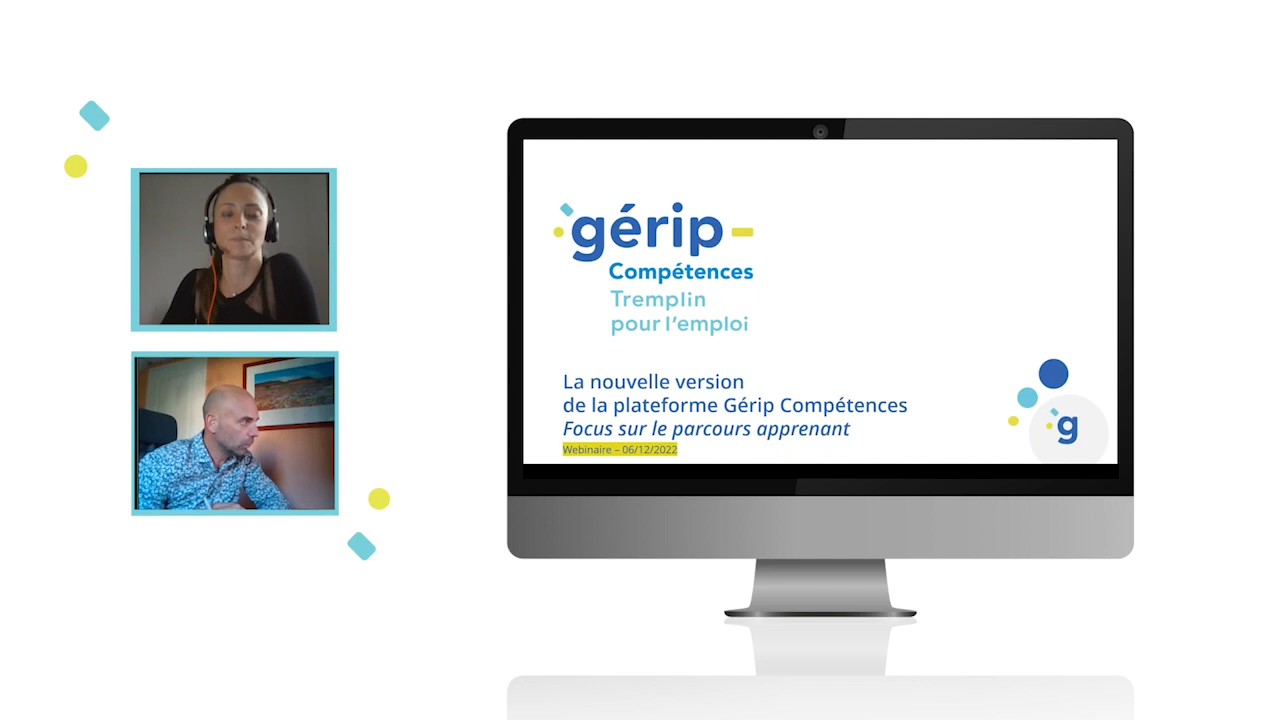 gérip
Compétences
Tremplin
pour l'emploi
La nouvelle version
de la plateforme Gérip Compétences
Focus sur le parcours apprenant
Webinaire – 06/12/2022
g